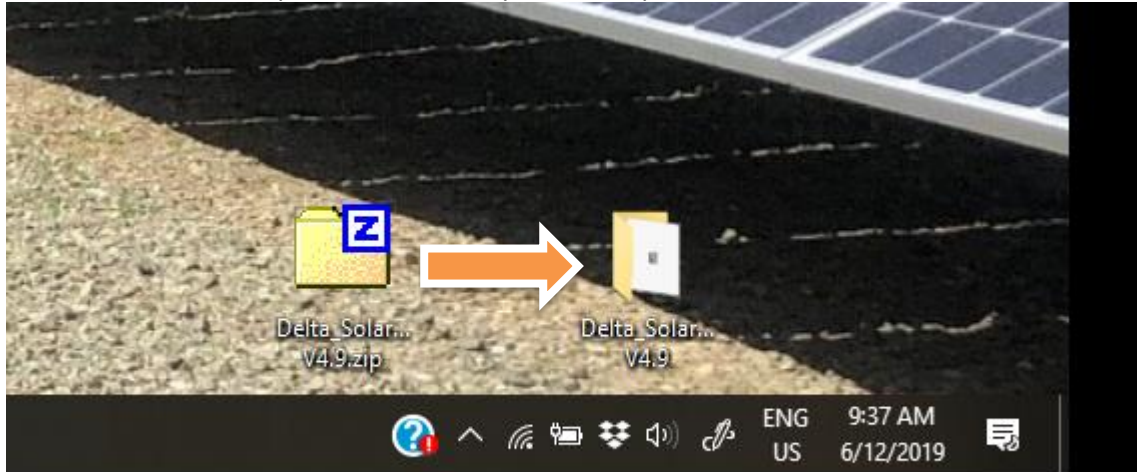 Z
Delta_Solar...
V4.9.zip
Delta_Solar...
V4.9
ENG
US
9:37 AM
6/12/2019